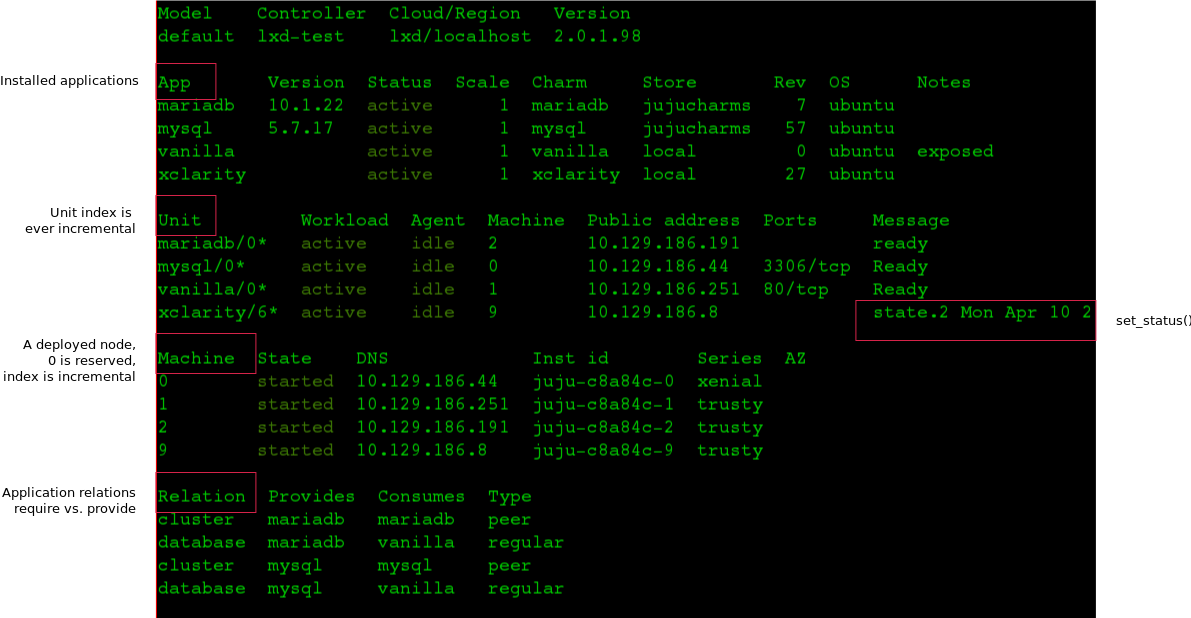 Model    Controller  Cloud/Region   Version
default  lxd-test    lxd/localhost  2.0.1.98
Installed applications
App       Version  Status  Scale  Charm     Store       Rev  OS      Notes
mariadb   10.1.22  active      1  mariadb   jujucharms    7  ubuntu
mysql     5.7.17   active      1  mysql     jujucharms   57  ubuntu
vanilla            active      1  vanilla   local         0  ubuntu  exposed
xclarity           active      1  xclarity  local        27  ubuntu
Unit index is
ever incremental
Unit         Workload  Agent  Machine  Public address  Ports     Message
mariadb/0*   active    idle   2        10.129.186.191            ready
mysql/0*     active    idle   0        10.129.186.44   3306/tcp  Ready
vanilla/0*   active    idle   1        10.129.186.251  80/tcp    Ready
xclarity/6*  active    idle   9        10.129.186.8              state.2 Mon Apr 10 2
set_status()
A deployed node,
0 is reserved,
index is incremental
Machine  State    DNS             Inst id        Series  AZ
0        started  10.129.186.44   juju-c8a84c-0  xenial
1        started  10.129.186.251  juju-c8a84c-1  trusty
2        started  10.129.186.191  juju-c8a84c-2  trusty
9        started  10.129.186.8    juju-c8a84c-9  trusty
Application relations
require vs. provide
Relation  Provides  Consumes  Type
cluster   mariadb   mariadb   peer
database  mariadb   vanilla   regular
cluster   mysql     mysql     peer
database  mysql     vanilla   regular